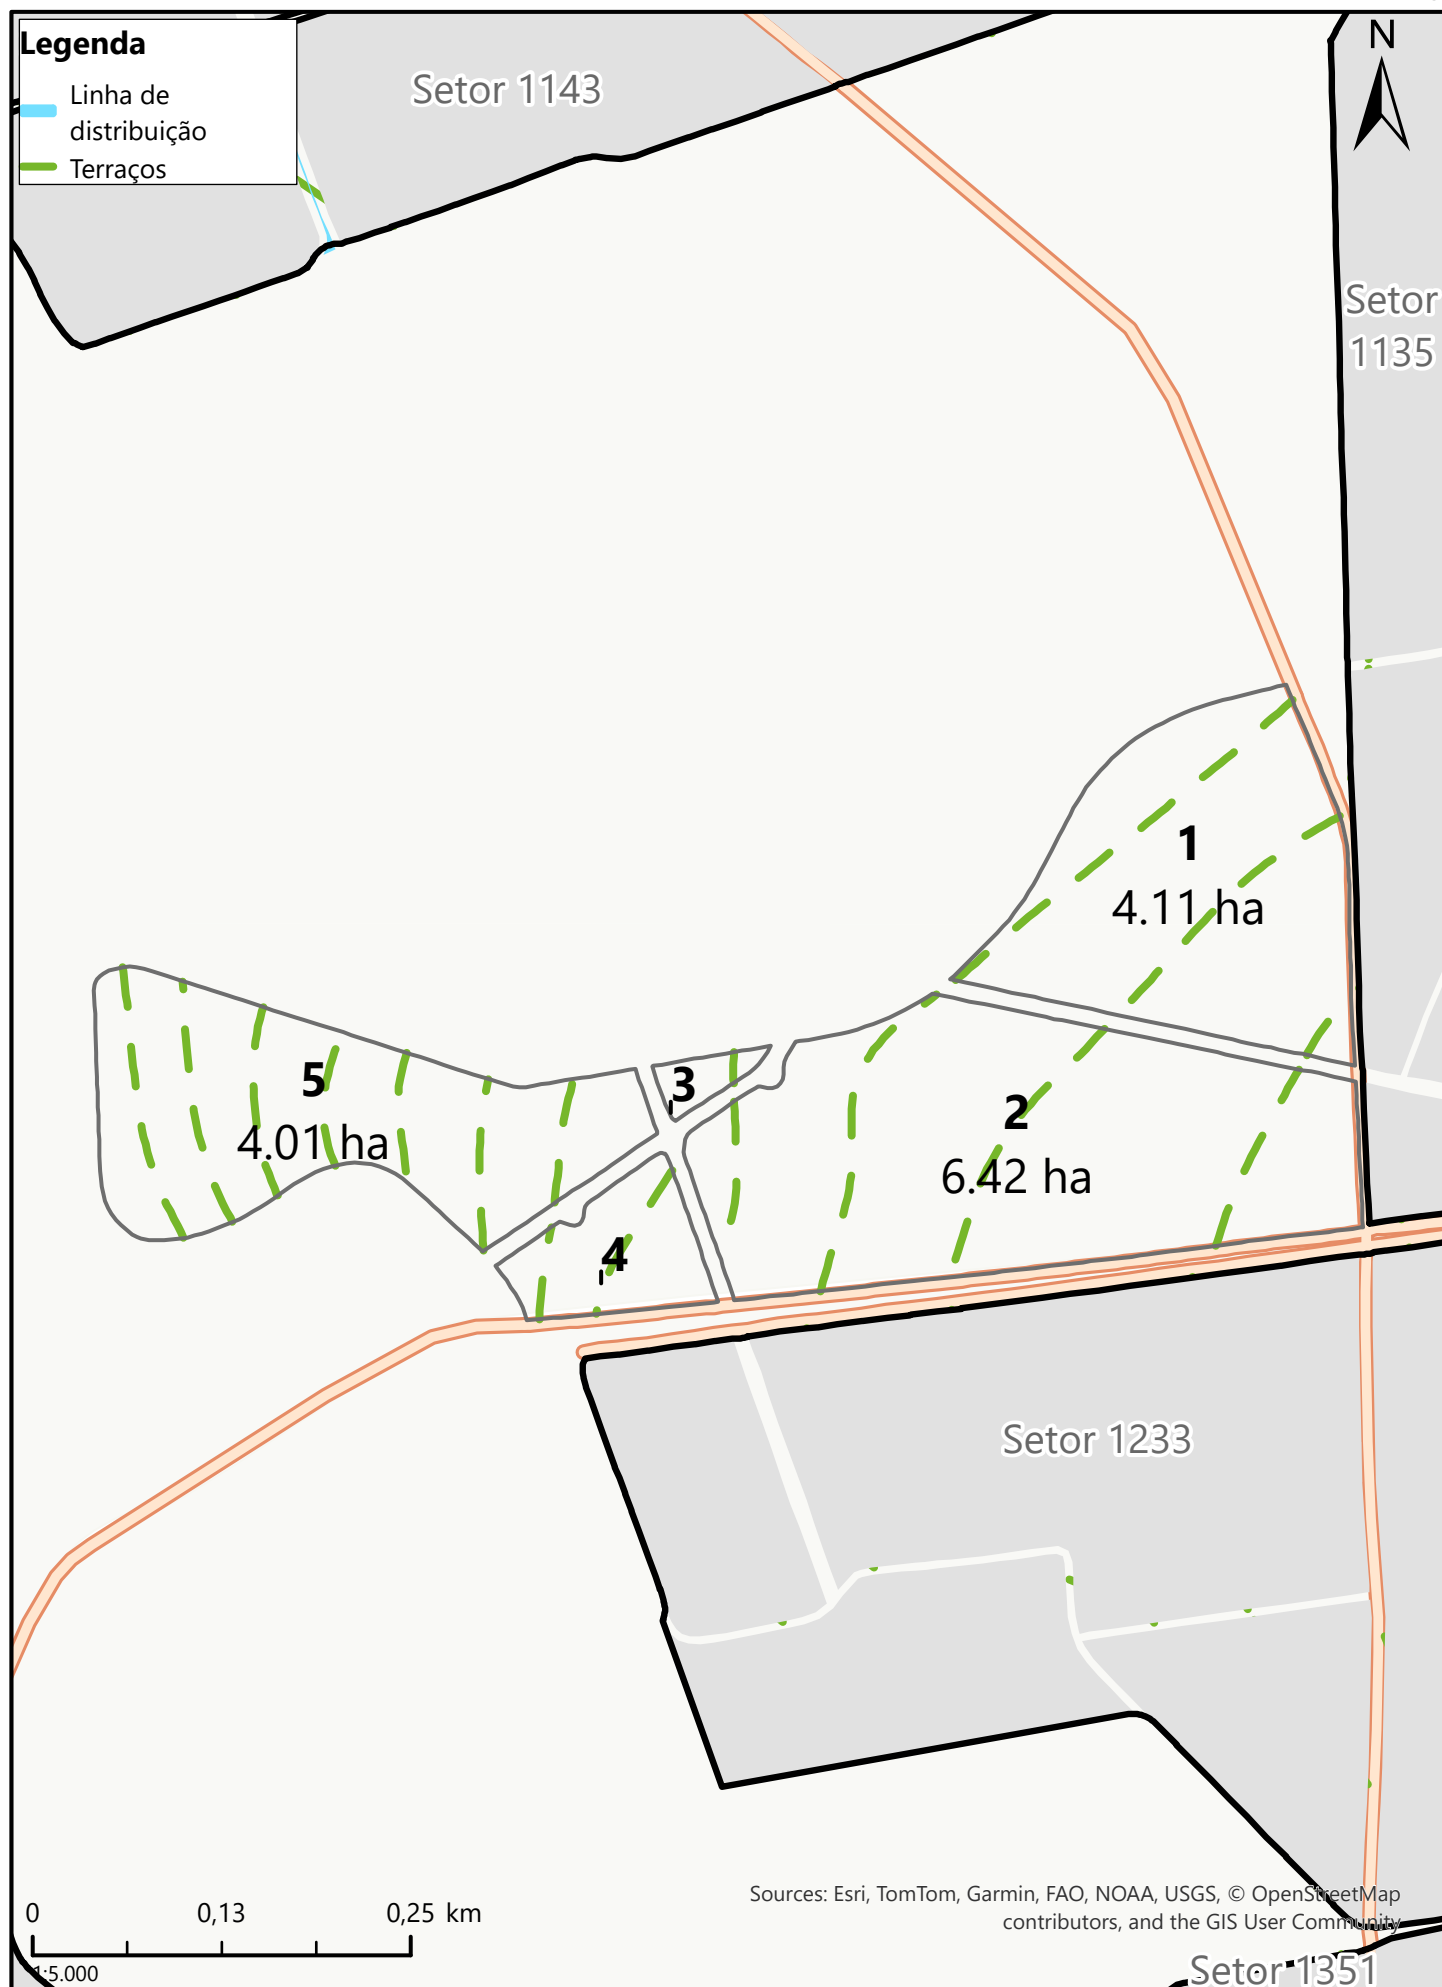 Legenda
Linha de
distribuição
Terraços
Setor 1143
N
Setor
1135
1
4.11 ha
5
4.01 ha
3
2
6.42 ha
4
Setor 1233
Sources: Esri, TomTom, Garmin, FAO, NOAA, USGS, © OpenStreetMap
contributors, and the GIS User Community
0 0,13 0,25 km
1:5.000
Setor 1351